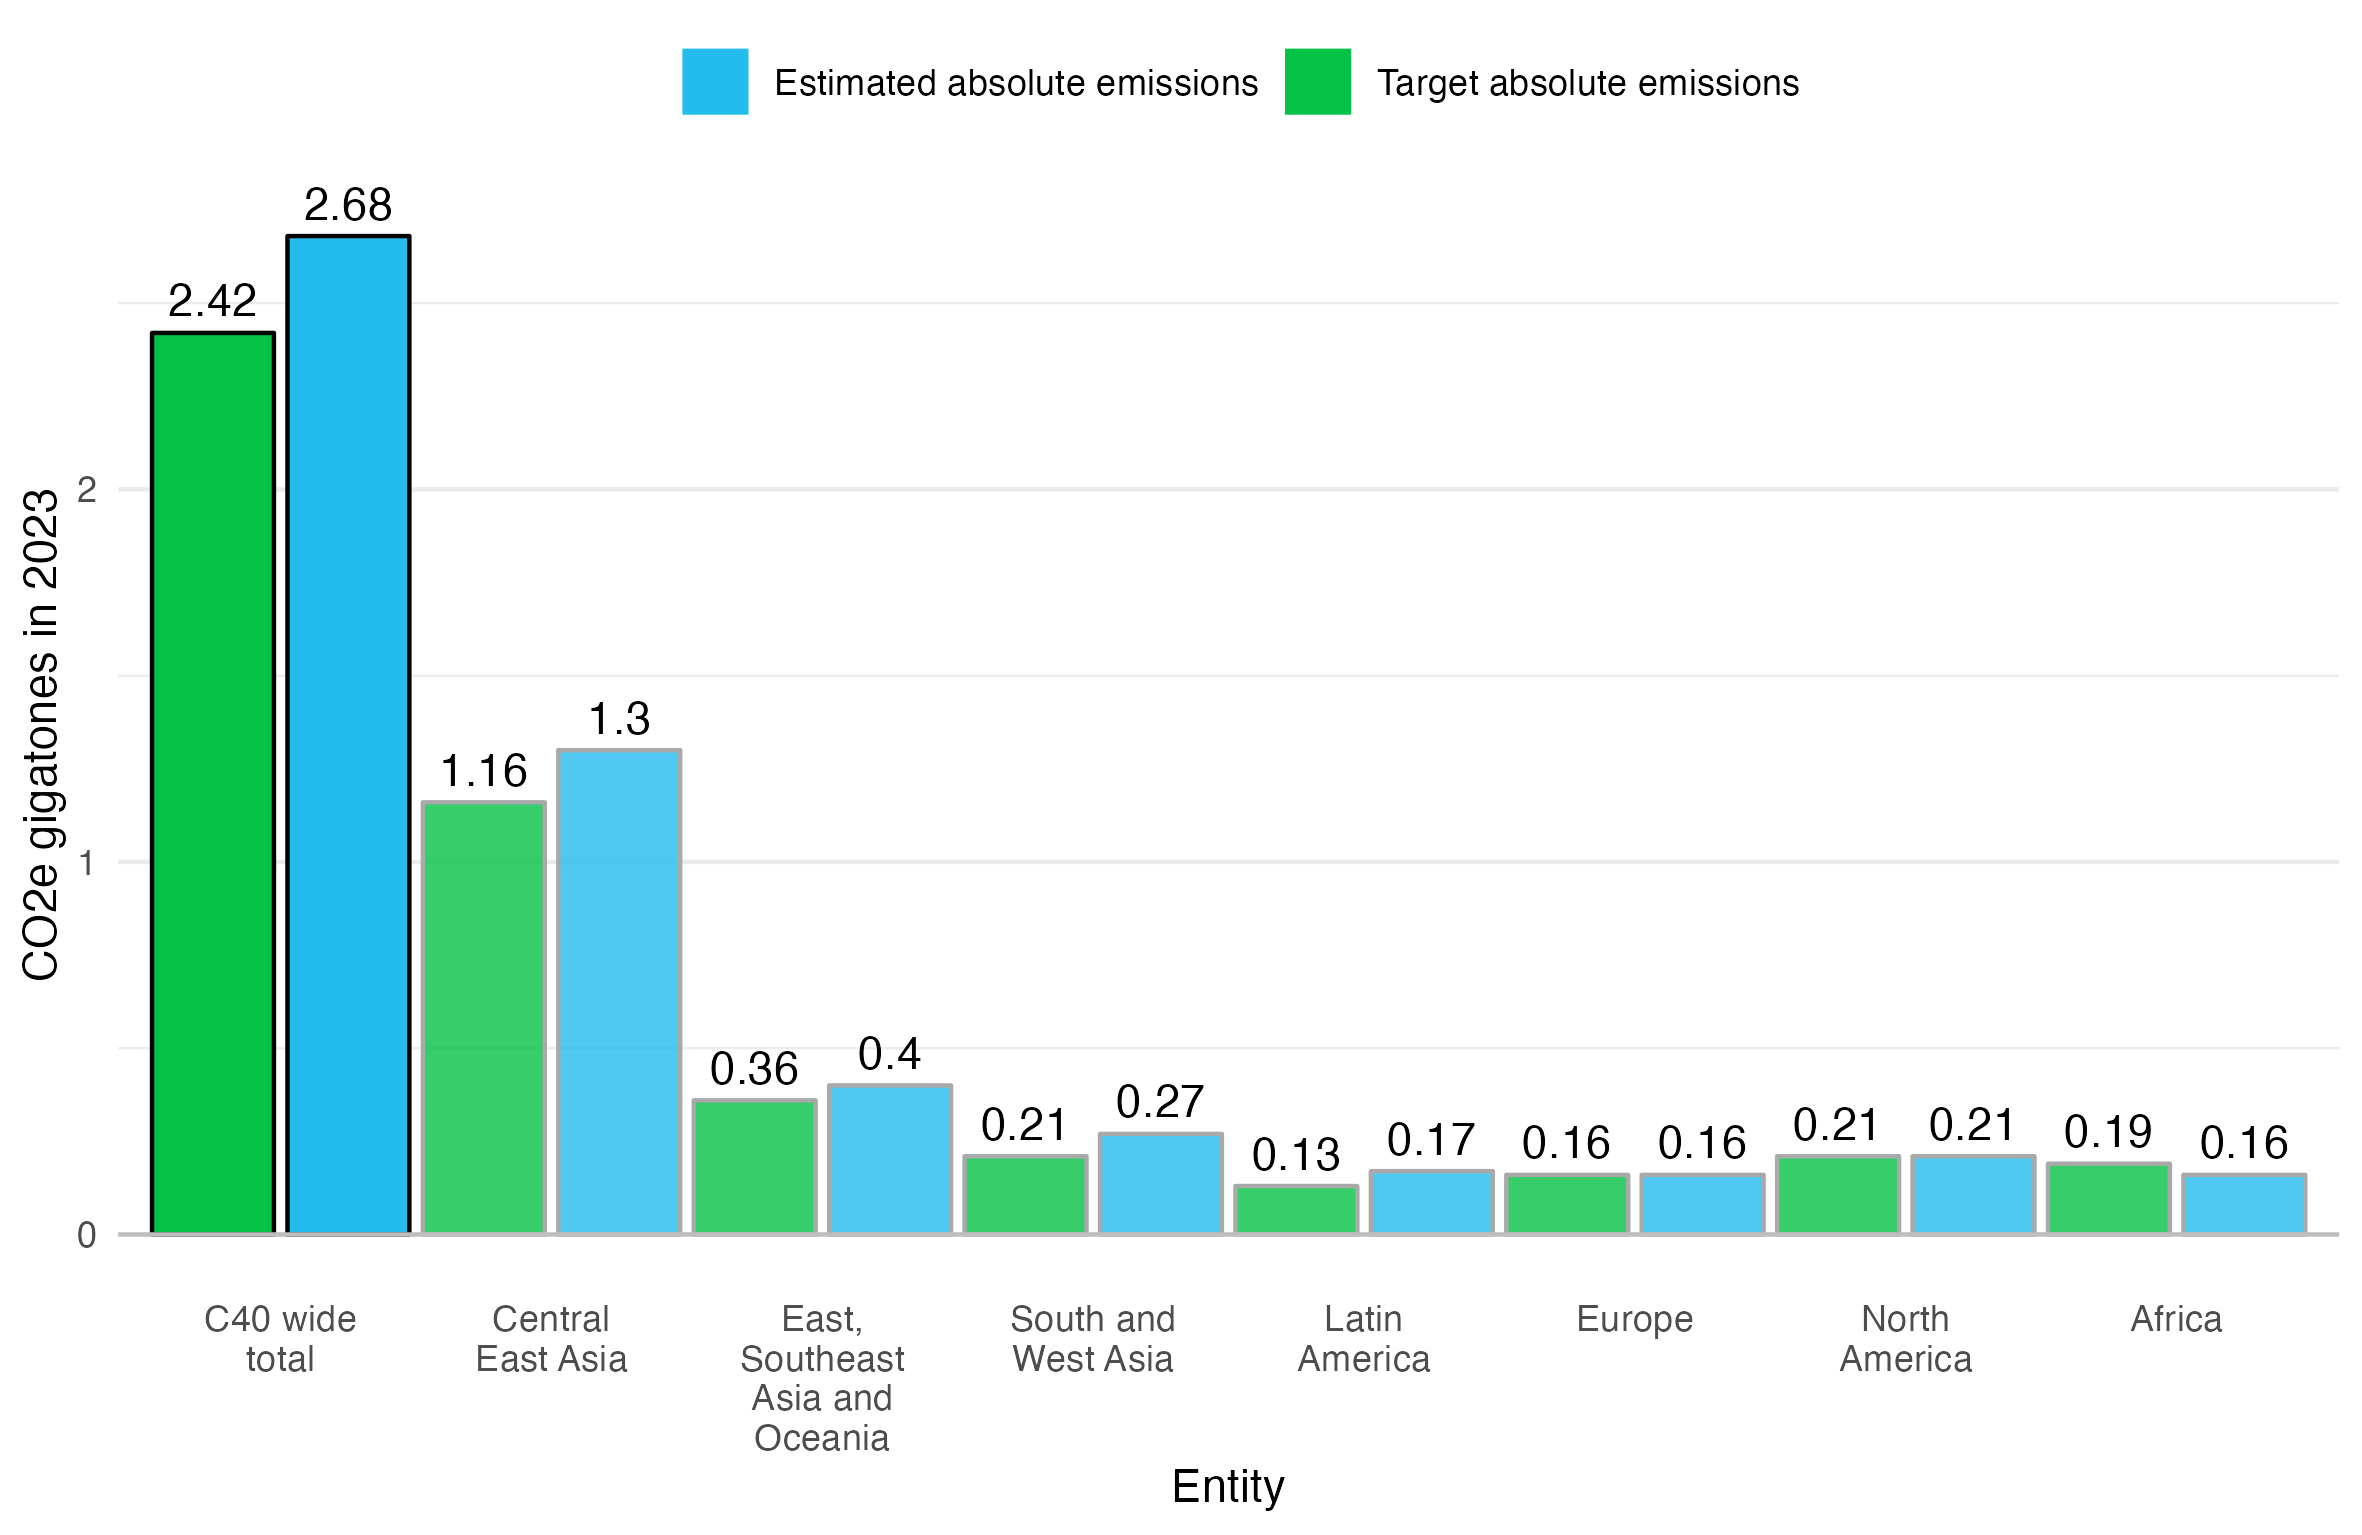 Estimated absolute emissions
Target absolute emissions
CO2e gigatones in 2023
2
1
0
2.42
2.68
1.16
1.3
0.36
0.4
0.21
0.27
0.13
0.17
0.16
0.16
0.21
0.21
0.19
0.16
C40 wide
total
Central
East Asia
East,
Southeast
Asia and
Oceania
South and
West Asia
Latin
America
Europe
North
America
Africa
Entity